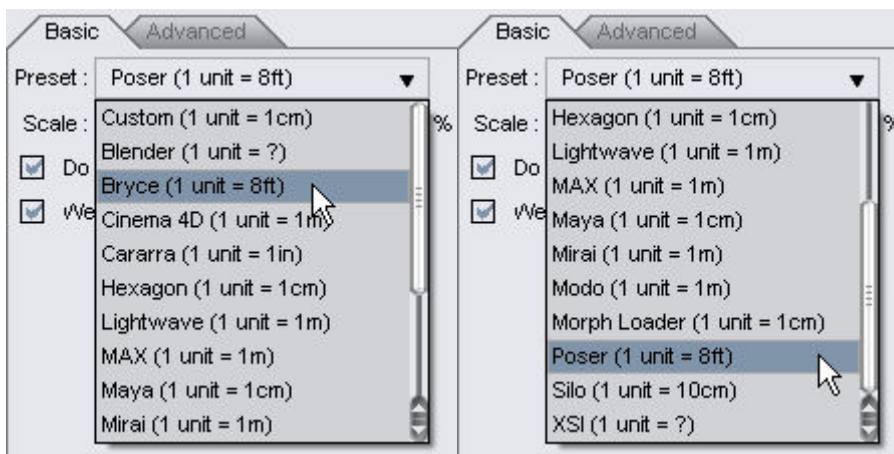 Basic Advanced
Preset : Poser (1 unit = 8ft)
Custom (1 unit = 1cm)
Scale : %
Blender (1 unit = ?)
Do
Bryce (1 unit = 8ft)
We
Cinema 4D (1 unit = 1m)
Cararra (1 unit = 1in)
Hexagon (1 unit = 1cm)
Lightwave (1 unit = 1m)
MAX (1 unit = 1m)
Maya (1 unit = 1cm)
Mirai (1 unit = 1m)
Basic Advanced
Preset : Poser (1 unit = 8ft)
Hexagon (1 unit = 1cm)
Scale : %
Lightwave (1 unit = 1m)
Do
MAX (1 unit = 1m)
We
Maya (1 unit = 1cm)
Mirai (1 unit = 1m)
Modo (1 unit = 1m)
Morph Loader (1 unit = 1cm)
Poser (1 unit = 8ft)
Silo (1 unit = 10cm)
XSI (1 unit = ?)